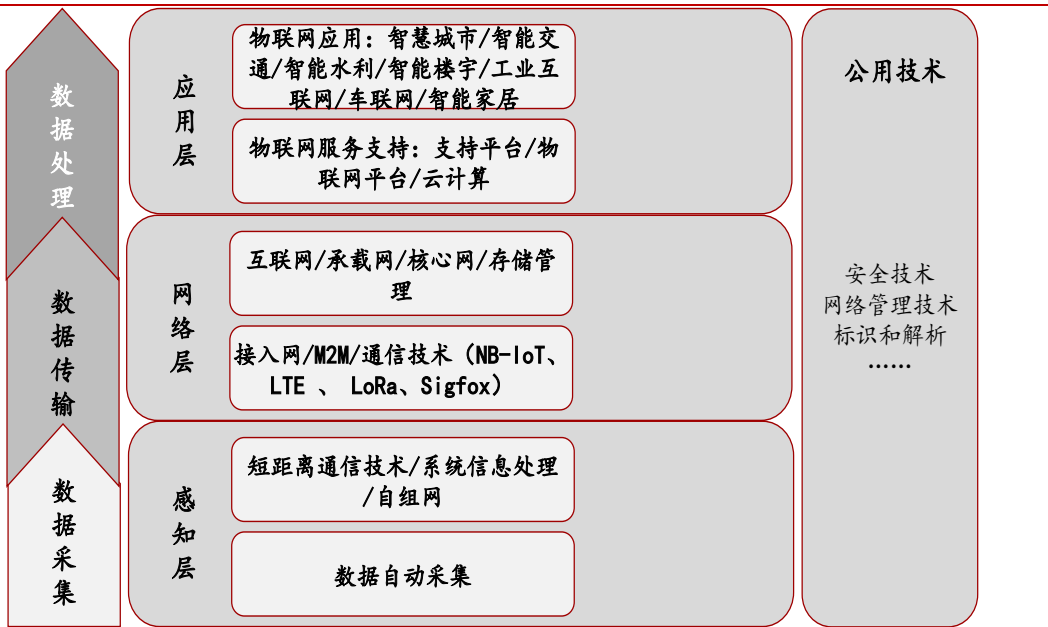 数
据
处
理
应
用
层
物联网应用：智慧城市/智能交
通/智能水利/智能楼宇/工业互
联网/车联网/智能家居
物联网服务支持：支持平台/物
联网平台/云计算
数
据
传
输
网
络
层
互联网/承载网/核心网/存储管
理
接入网/M2M/通信技术（NB-IoT、
LTE 、 LoRa、Sigfox）
数
据
采
集
感
知
层
短距离通信技术/系统信息处理
/自组网
数据自动采集
公用技术
安全技术
网络管理技术
标识和解析
……